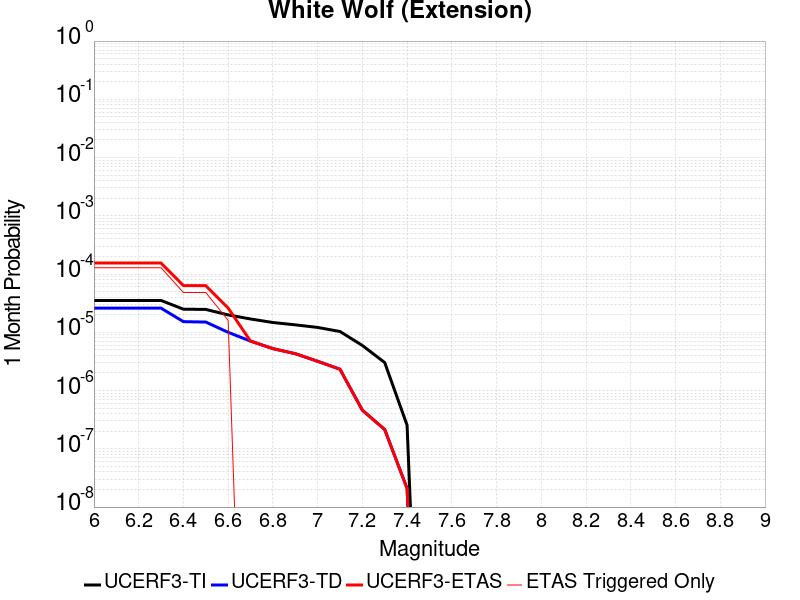 White Wolf (Extension)
10^0
10^-1
10^-2
10^-3
10^-4
10^-5
10^-6
10^-7
10^-8
1 Month Probability
6 6.2 6.4 6.6 6.8 7 7.2 7.4 7.6 7.8 8 8.2 8.4 8.6 8.8 9
Magnitude
UCERF3-TI UCERF3-TD UCERF3-ETAS ETAS Triggered Only